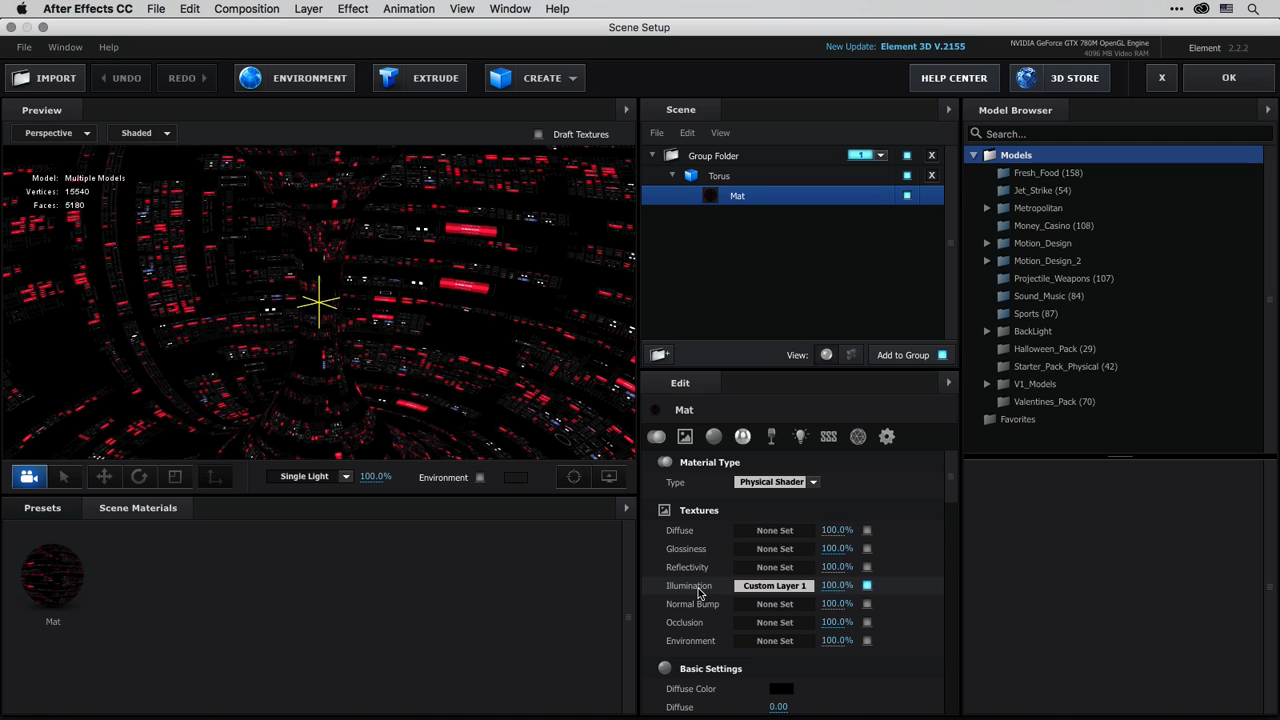 After Effects CC File Edit Composition Layer Effect Animation View Window Help
Scene Setup
File Window Help
New Update: Element 3D V.2155
NVIDIA GeForce GTX 780M OpenGL Engine
4096 MB Video RAM
Element 2.2.2
IMPORT UNDO REDO ENVIRONMENT EXTRUDE CREATE HELP CENTER 3D STORE X OK
Preview
Perspective Shaded Draft Textures
Model: Multiple Models
Vertices: 15540
Faces: 5180
Single Light 100.0% Environment
Presets Scene Materials
Mat
Scene
File Edit View
Group Folder 1 X
Torus X
Mat
View: Add to Group
Edit
Mat
Material Type
Type Physical Shader
Textures
Diffuse None Set 100.0%
Glossiness None Set 100.0%
Reflectivity None Set 100.0%
Illumination Custom Layer 1 100.0%
Normal Bump None Set 100.0%
Occlusion None Set 100.0%
Environment None Set 100.0%
Basic Settings
Diffuse Color
Diffuse 0.00
Model Browser
Search...
Models
Fresh_Food (158)
Jet_Strike (54)
Metropolitan
Money_Casino (108)
Motion_Design
Motion_Design_2
Projectile_Weapons (107)
Sound_Music (84)
Sports (87)
BackLight
Halloween_Pack (29)
Starter_Pack_Physical (42)
V1_Models
Valentines_Pack (70)
Favorites